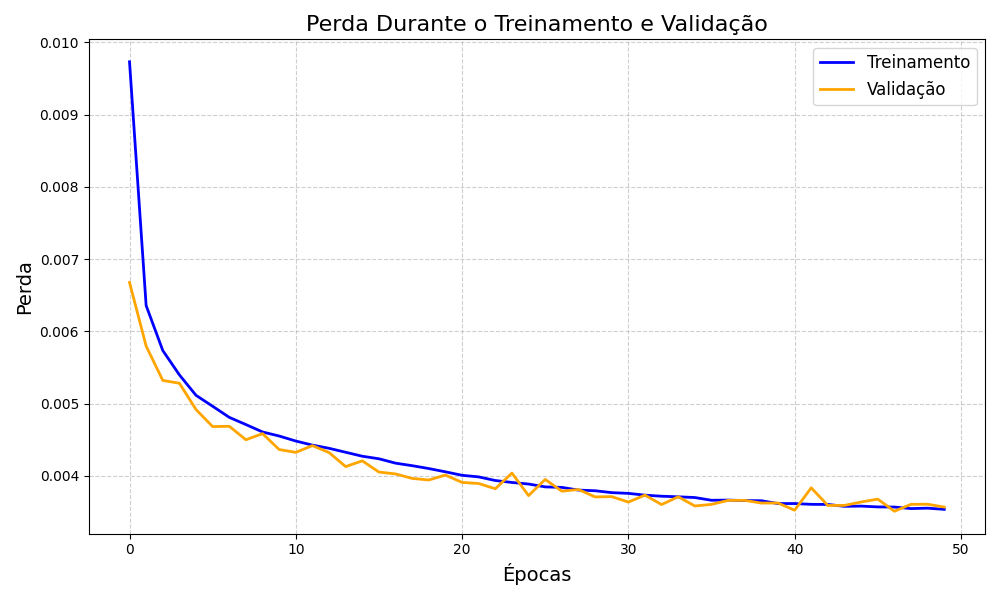 Perda Durante o Treinamento e Validação
0.010
0.009
0.008
0.007
0.006
0.005
0.004
Perda
Treinamento
Validação
0
10
20
30
40
50
Épocas